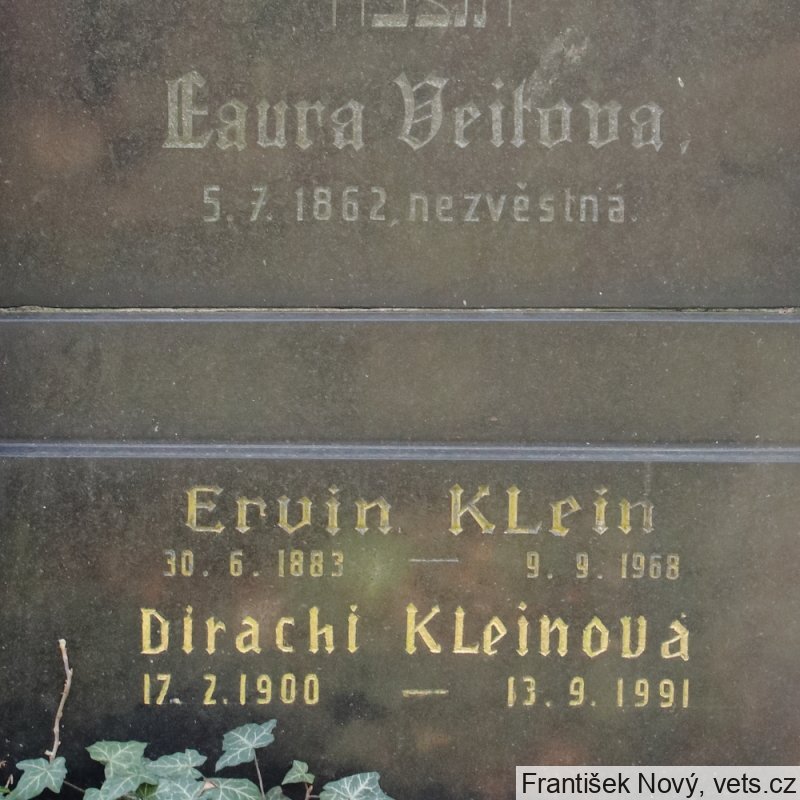 Laura Veitova,
5. 7. 1862, nezvěstná.
Ervin Klein
30. 6. 1883 — 9. 9. 1968
Dirachi Kleinová
17. 2. 1900 — 13. 9. 1991
František Nový, vets.cz